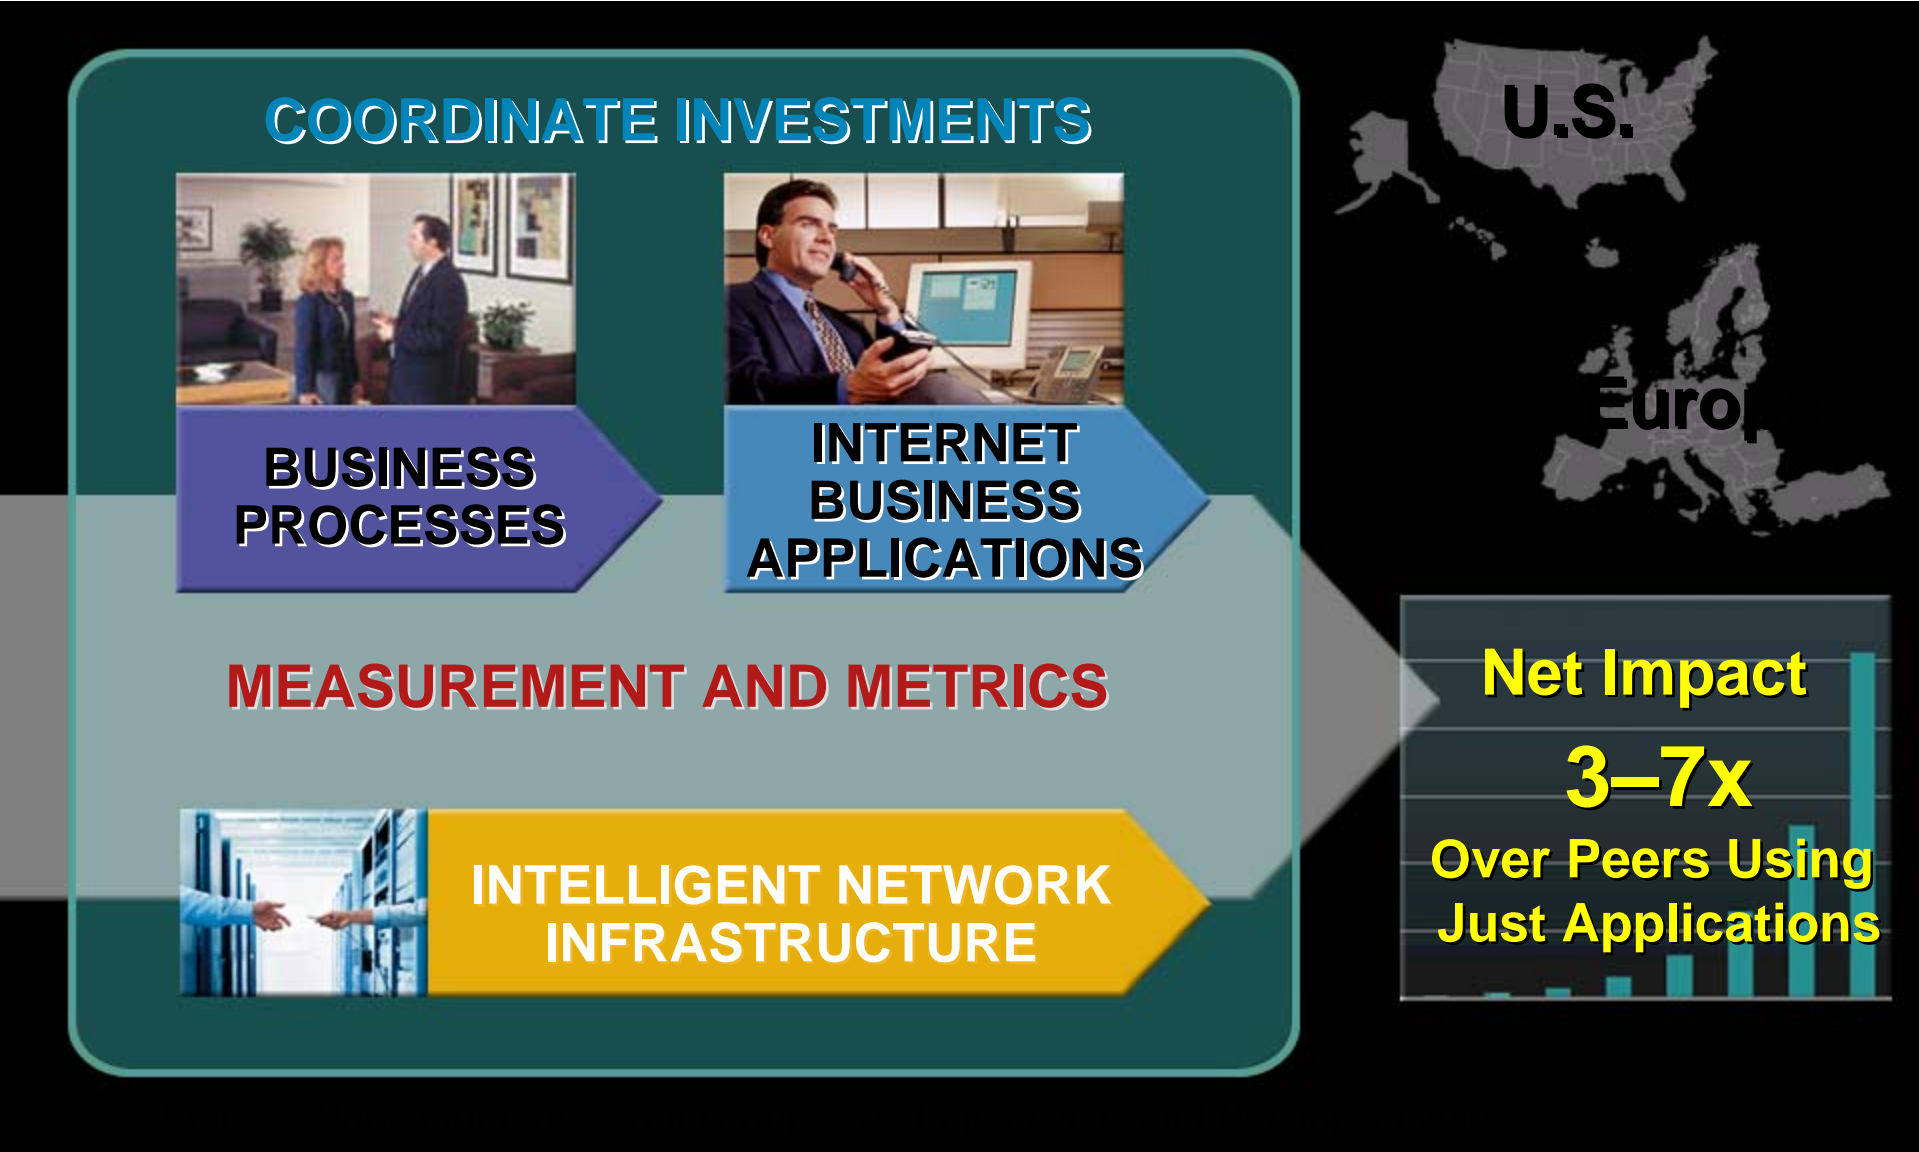 COORDINATE INVESTMENTS
U.S.
BUSINESS
PROCESSES
INTERNET
BUSINESS
APPLICATIONS
Europ
MEASUREMENT AND METRICS
INTELLIGENT NETWORK
INFRASTRUCTURE
Net Impact
3–7x
Over Peers Using
Just Applications